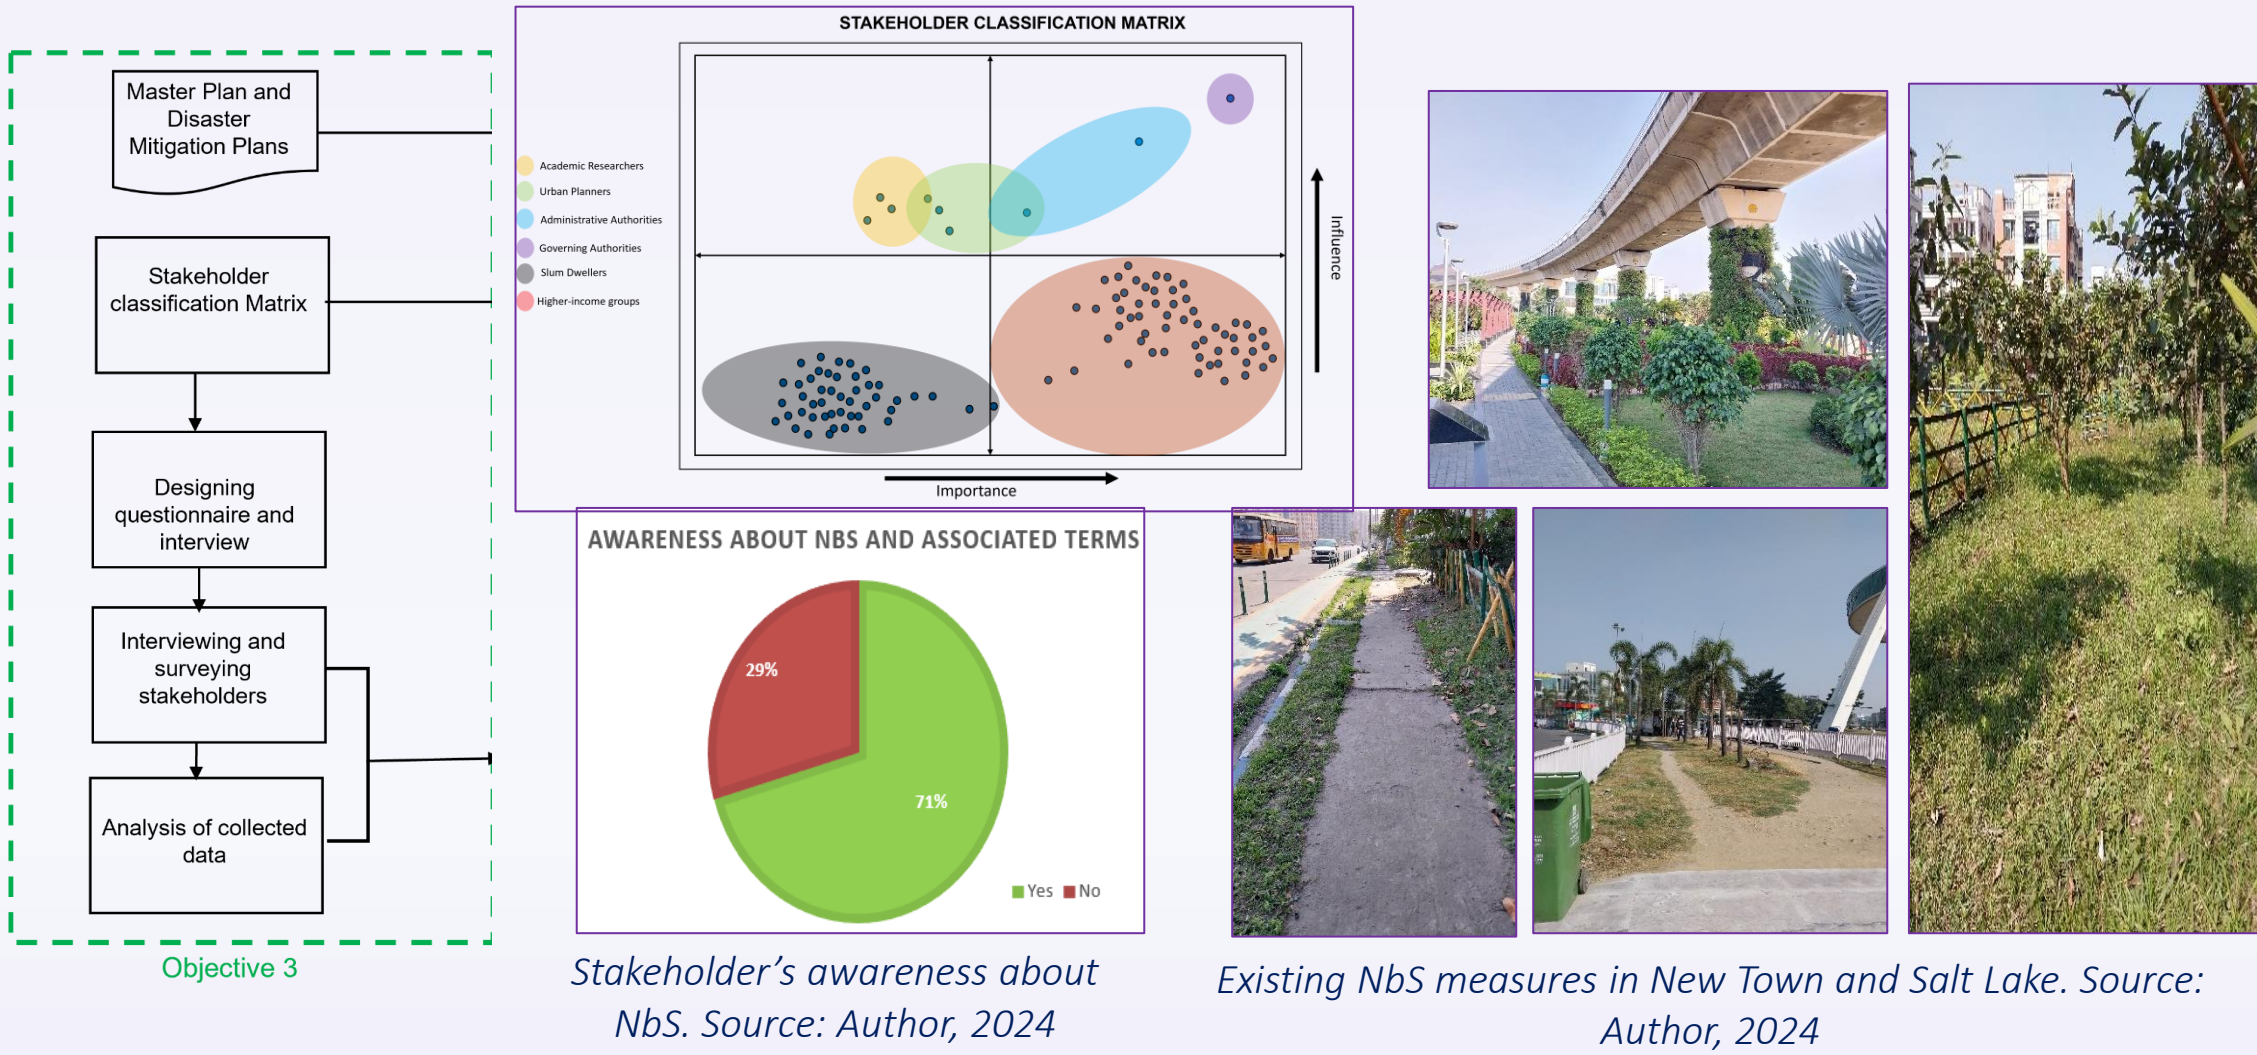 Master Plan and
Disaster
Mitigation Plans
Stakeholder
classification Matrix
Designing
questionnaire and
interview
Interviewing and
surveying
stakeholders
Analysis of collected
data
Objective 3
STAKEHOLDER CLASSIFICATION MATRIX
Academic Researchers
Urban Planners
Administrative Authorities
Governing Authorities
Slum Dwellers
Higher-income groups
Influence
Importance
AWARENESS ABOUT NBS AND ASSOCIATED TERMS
29%
71%
Yes No
Stakeholder’s awareness about
NbS. Source: Author, 2024
Existing NbS measures in New Town and Salt Lake. Source:
Author, 2024